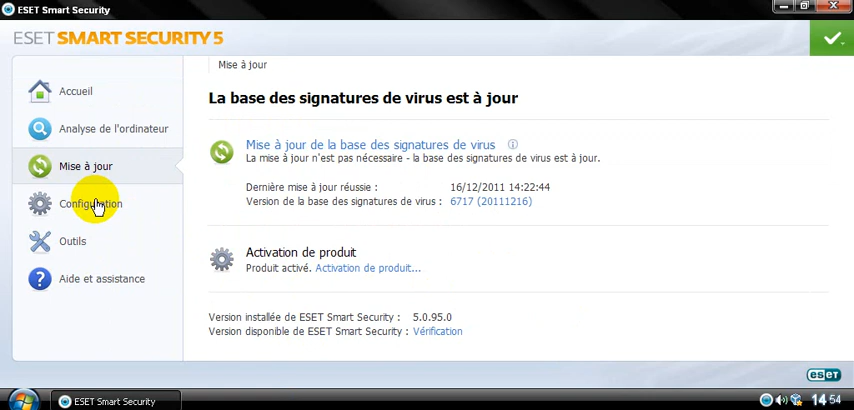 ESET Smart Security
ESET SMART SECURITY 5
Accueil
Analyse de l'ordinateur
Mise à jour
Configuration
Outils
Aide et assistance
Mise à jour
La base des signatures de virus est à jour
Mise à jour de la base des signatures de virus
La mise à jour n'est pas nécessaire - la base des signatures de virus est à jour.
Dernière mise à jour réussie : 16/12/2011 14:22:44
Version de la base des signatures de virus : 6717 (20111216)
Activation de produit
Produit activé. Activation de produit...
Version installée de ESET Smart Security : 5.0.95.0
Version disponible de ESET Smart Security : Vérification
eseT
ESET Smart Security
14:54